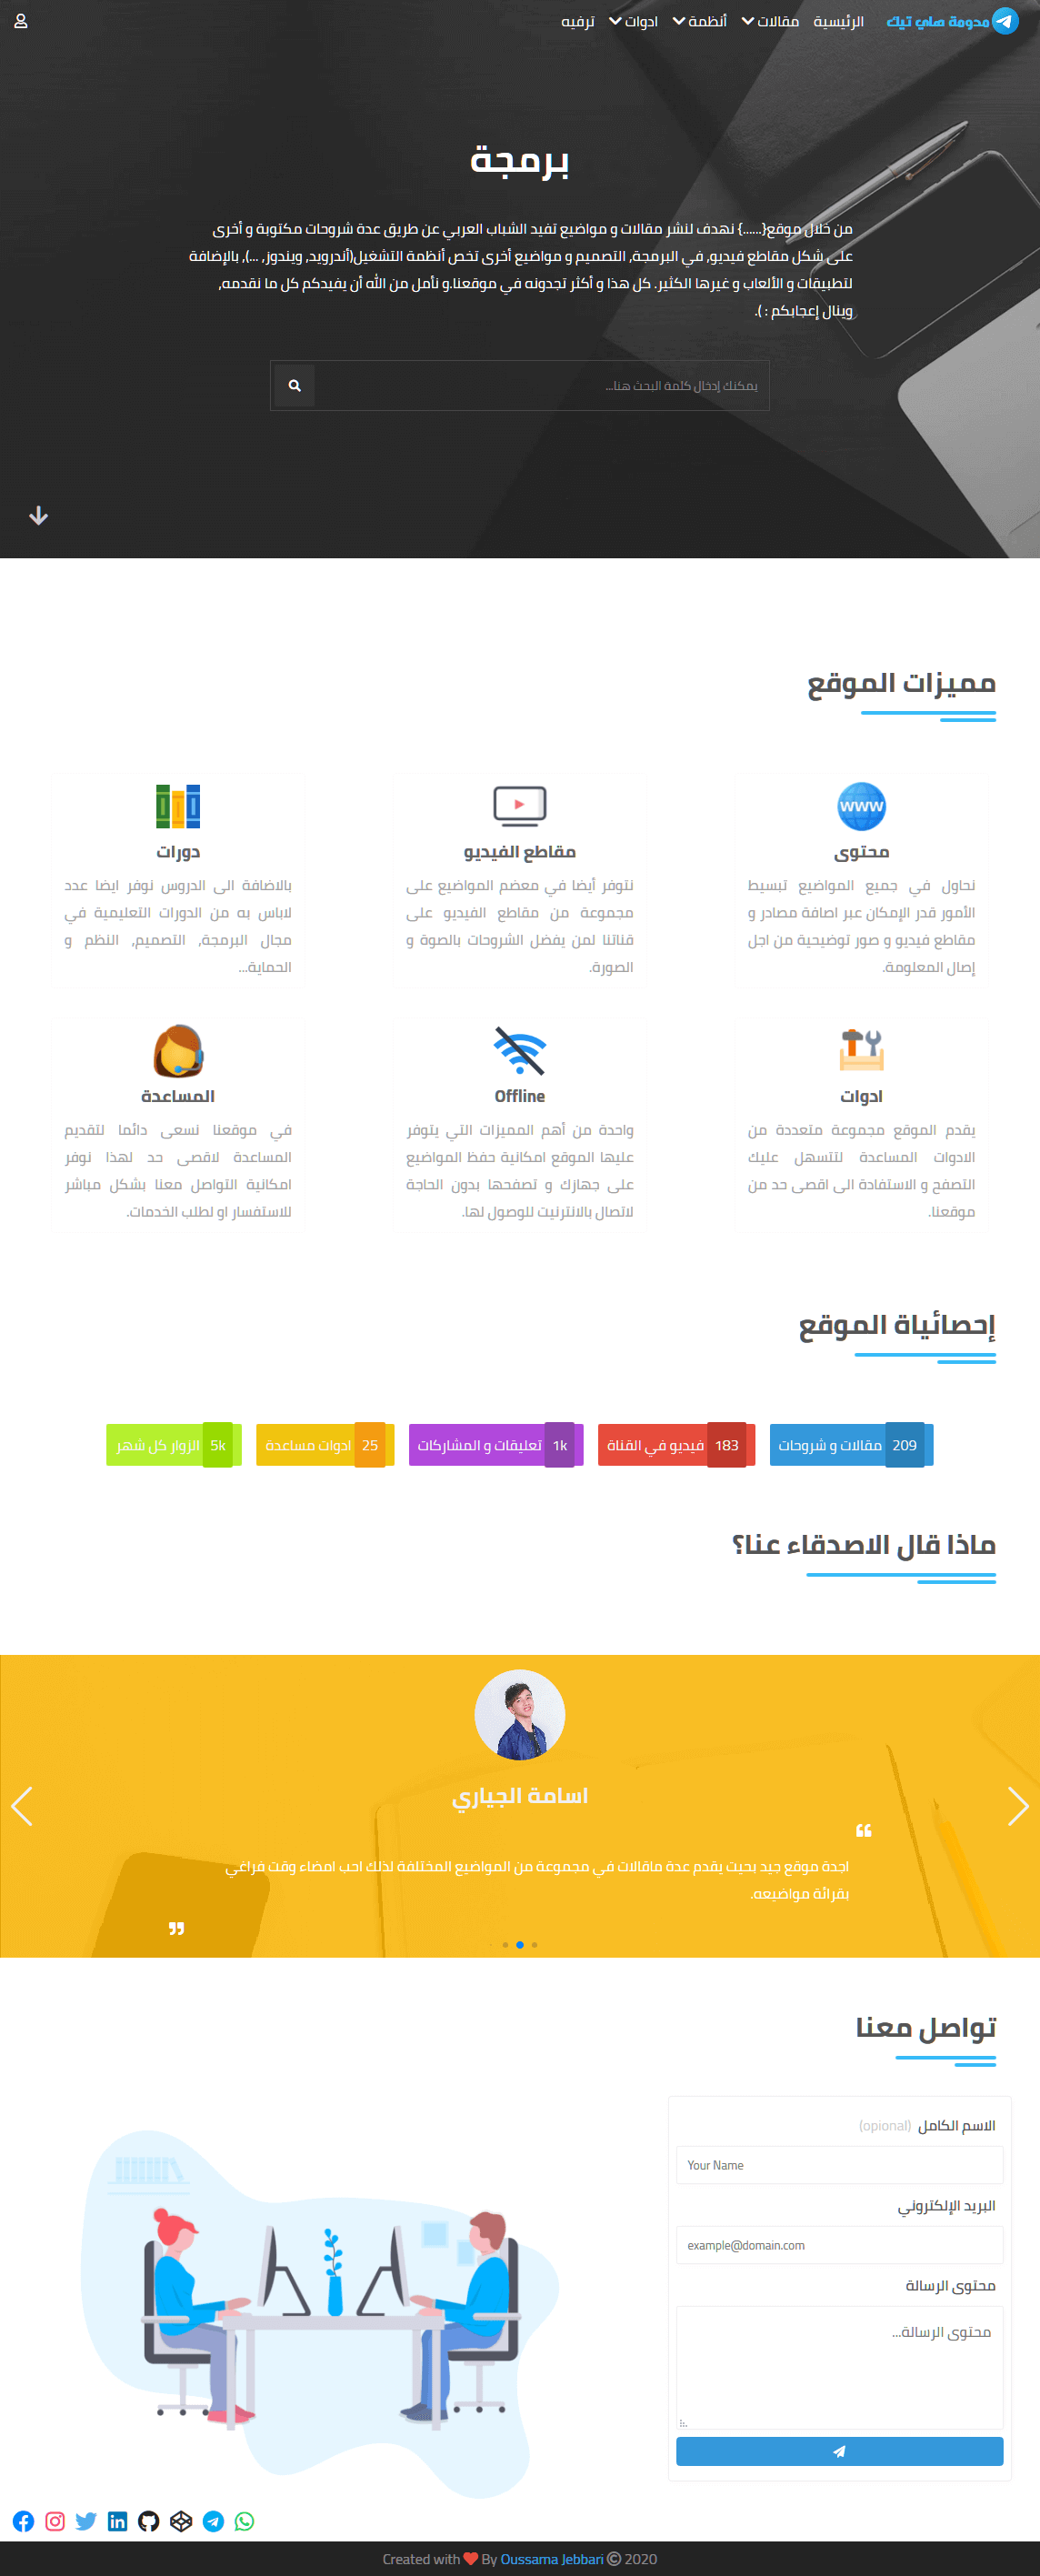 مدونة هاي تيك
الرئيسية مقالات أنظمة ادوات ترفيه
برمجة
من خلال موقع{......} نهدف لنشر مقالات و مواضيع تفيد الشباب العربي عن طريق عدة شروحات مكتوبة و أخرى
على شكل مقاطع فيديو, في البرمجة, التصميم و مواضيع أخرى تخص أنظمة التشغيل(أندرويد, ويندوز, ...), بالإضافة
لتطبيقات و الألعاب و غيرها الكثير. كل هذا و أكثر تجدونه في موقعنا.و نأمل من الله أن يفيدكم كل ما نقدمه,
وينال إعجابكم : ).
يمكنك إدخال كلمة البحث هنا...
مميزات الموقع
WWW
محتوى
نحاول في جميع المواضيع تبسيط
الأمور قدر الإمكان عبر اضافة مصادر و
مقاطع فيديو و صور توضيحية من اجل
إصال المعلومة.
مقاطع الفيديو
نتوفر أيضا في معضم المواضيع على
مجموعة من مقاطع الفيديو على
قناتنا لمن يفضل الشروحات بالصوة و
الصورة.
دورات
بالاضافة الى الدروس نوفر ايضا عدد
لاباس به من الدورات التعليمية في
مجال البرمجة, التصميم, النظم و
الحماية...
ادوات
يقدم الموقع مجموعة متعددة من
الادوات المساعدة لتتسهل عليك
التصفح و الاستفادة الى اقصى حد من
موقعنا.
Offline
واحدة من أهم المميزات التي يتوفر
عليها الموقع امكانية حفظ المواضيع
على جهازك و تصفحها بدون الحاجة
لاتصال بالانترنيت للوصول لها.
المساعدة
في موقعنا نسعى دائما لتقديم
المساعدة لاقصى حد لهذا نوفر
امكانية التواصل معنا بشكل مباشر
للاستفسار او لطلب الخدمات.
إحصائياة الموقع
209 مقالات و شروحات
183 فيديو في القناة
1k تعليقات و المشاركات
25 ادوات مساعدة
5k الزوار كل شهر
ماذا قال الاصدقاء عنا؟
اسامة الجياري
اجدة موقع جيد بحيت يقدم عدة ماقالات في مجموعة من المواضيع المختلفة لذلك احب امضاء وقت فراغي
بقرائة مواضيعه.
تواصل معنا
الاسم الكامل (opional)
Your Name
البريد الإلكتروني
example@domain.com
محتوى الرسالة
محتوى الرسالة...
Created with By Oussama Jebbari © 2020